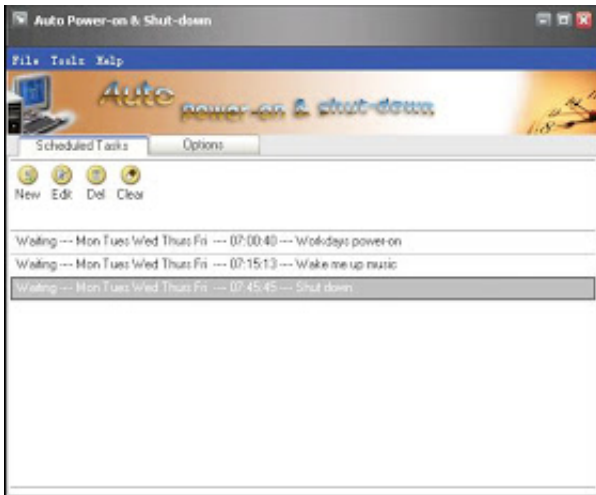 Auto Power-on & Shut-down
File Tools Help
Auto power-on & shut-down
Scheduled Tasks Options
New Edit Del Clear
Waiting --- Mon Tues Wed Thurs Fri --- 07:00:40 --- Workdays power-on
Waiting --- Mon Tues Wed Thurs Fri --- 07:15:13 --- Wake me up music
Waiting --- Mon Tues Wed Thurs Fri --- 07:45:45 --- Shut down